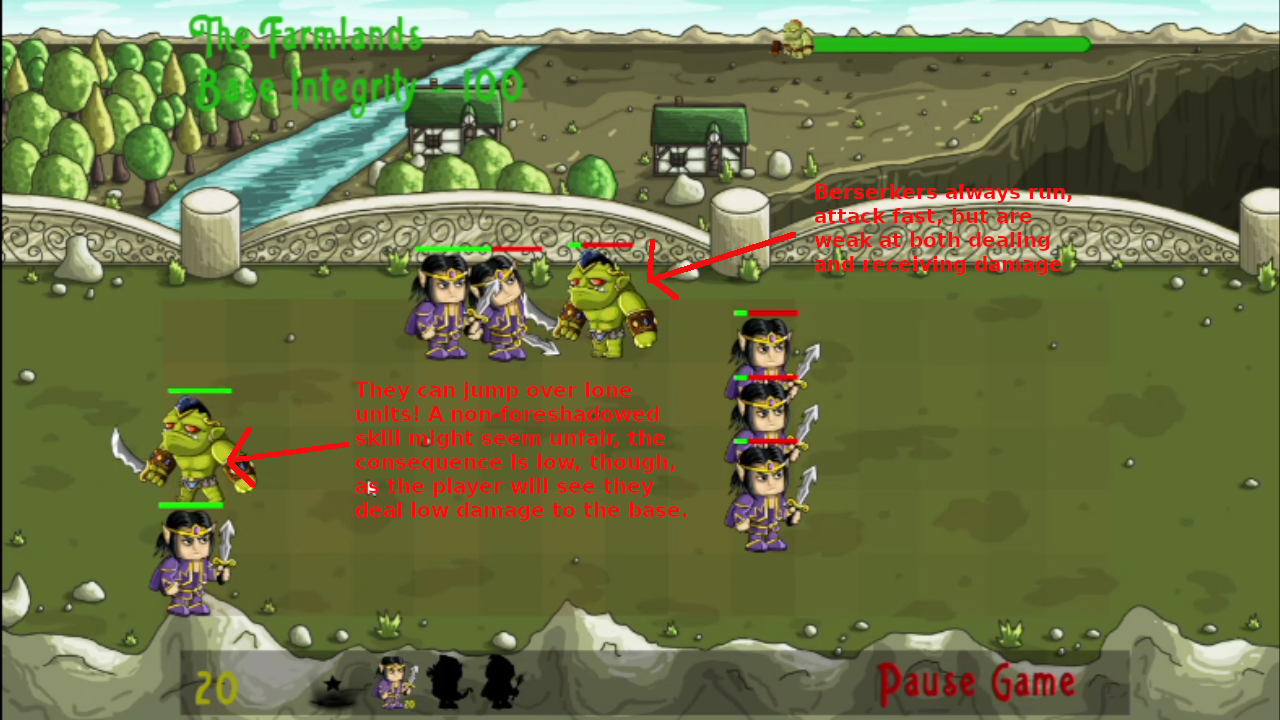 The Farmlands
Base Integrity - 100
Berserkers always run,
attack fast, but are
weak at both dealing
and receiving damage
They can jump over lone
units! A non-foreshadowed
skill might seem unfair, the
consequence is low, though,
as the player will see they
deal low damage to the base.
20
20
Pause Game